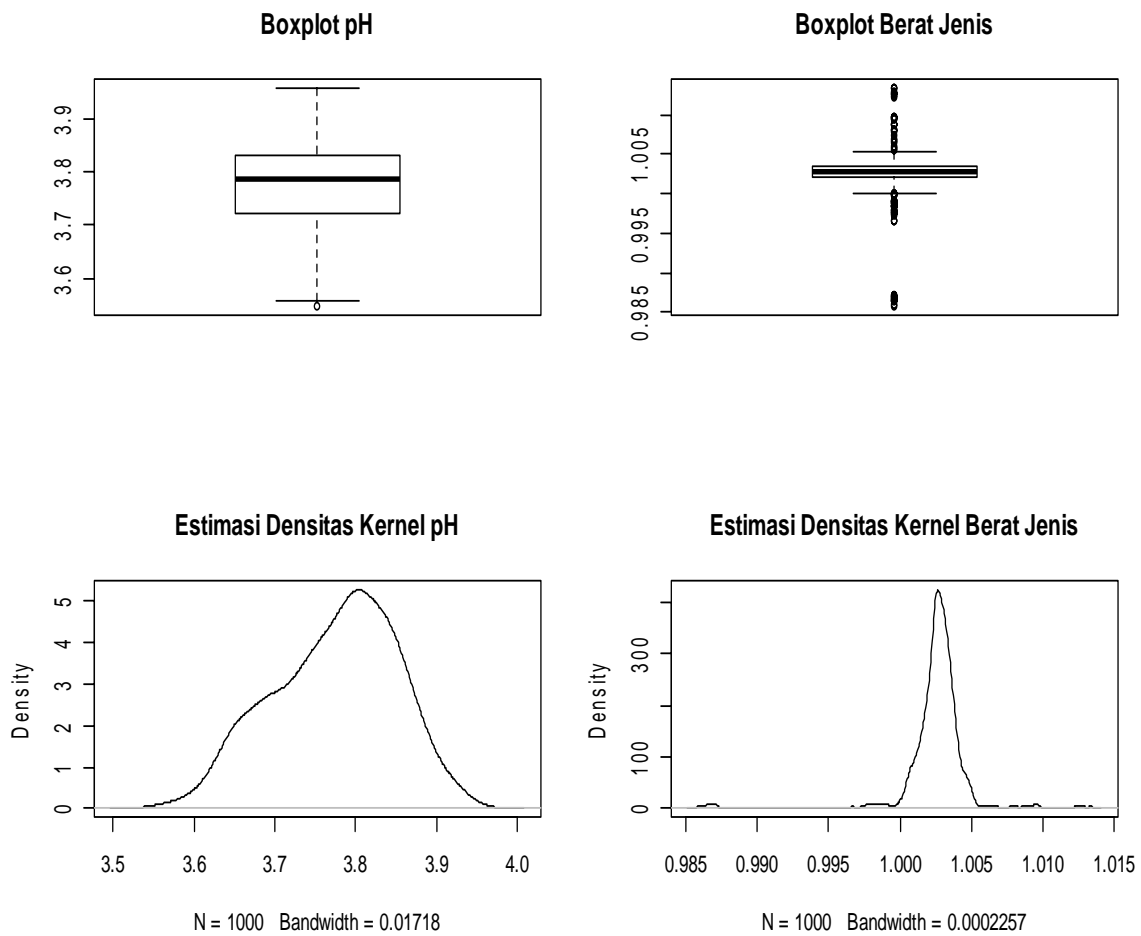 Boxplot pH
3.9
3.8
3.7
3.6
Boxplot Berat Jenis
1.005
0.995
0.985
Estimasi Densitas Kernel pH
Density
5
4
3
2
1
0
3.5 3.6 3.7 3.8 3.9 4.0
N = 1000 Bandwidth = 0.01718
Estimasi Densitas Kernel Berat Jenis
Density
300
100
0
0.985 0.990 0.995 1.000 1.005 1.010 1.015
N = 1000 Bandwidth = 0.0002257